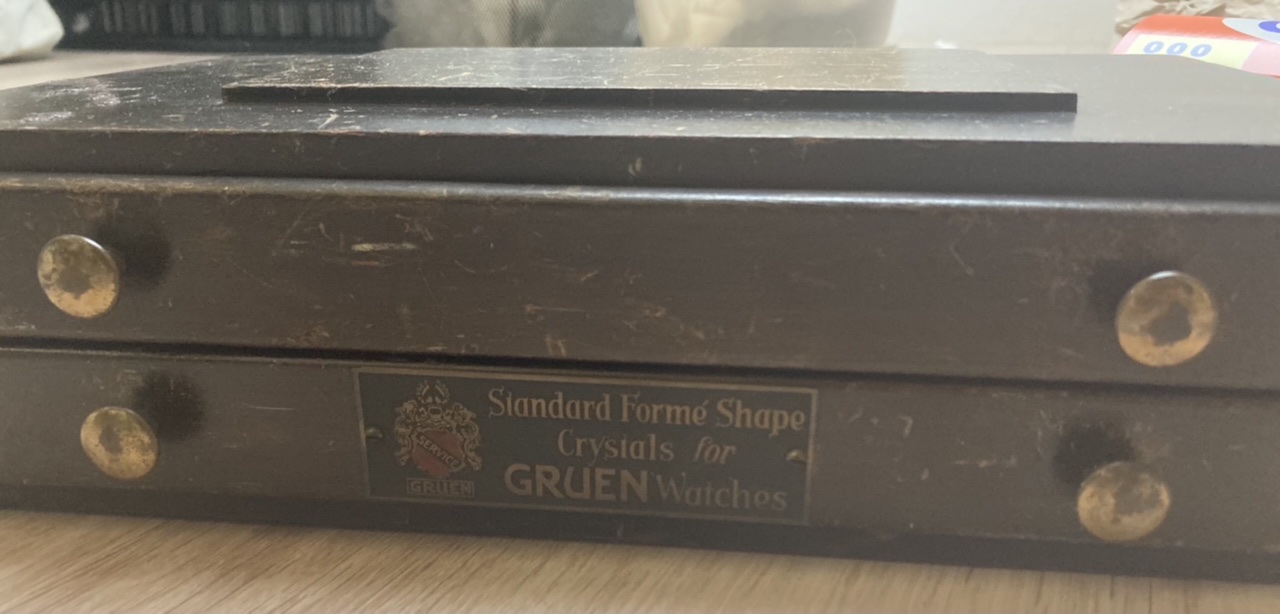 000
Standard Formé Shape
Crystals for
GRUEN Watches
SERVICE
GRUEN